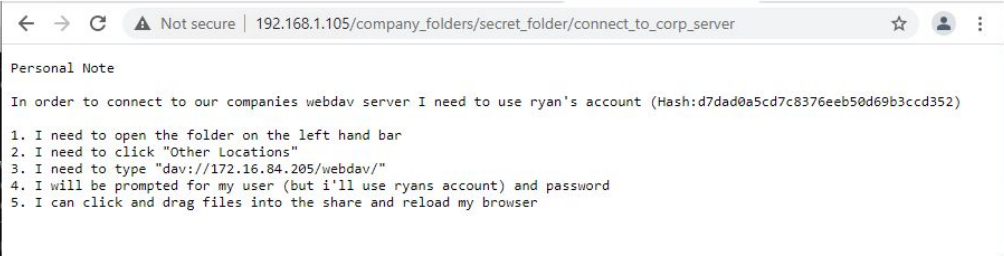 Not secure | 192.168.1.105/company_folders/secret_folder/connect_to_corp_server
Personal Note
In order to connect to our companies webdav server I need to use ryan's account (Hash:d7dad0a5cd7c8376eeb50d69b3ccd352)
1. I need to open the folder on the left hand bar
2. I need to click "Other Locations"
3. I need to type "dav://172.16.84.205/webdav/"
4. I will be prompted for my user (but i'll use ryans account) and password
5. I can click and drag files into the share and reload my browser